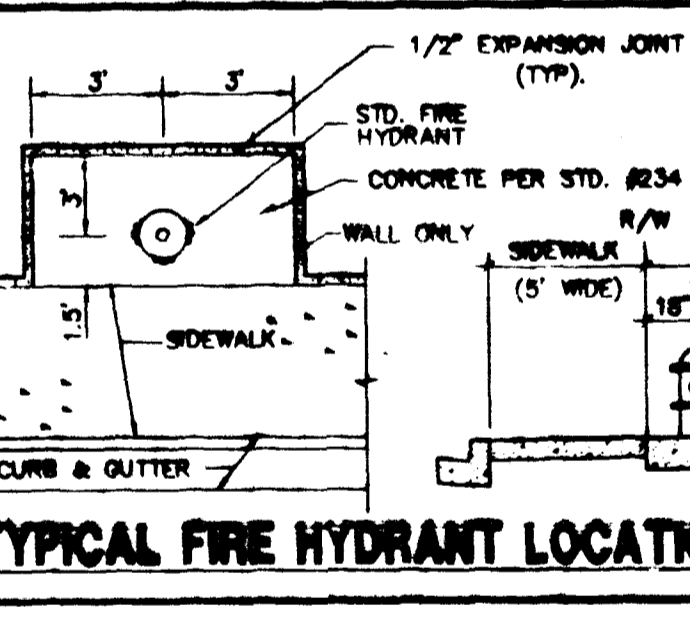 1/2" EXPANSION JOINT
(TYP).
3'
3'
STD. FIRE
HYDRANT
CONCRETE PER STD. #234
3'
R/W
WALL ONLY
SIDEWALK
(5' WIDE)
18"
1.5'
SIDEWALK
CURB & GUTTER
TYPICAL FIRE HYDRANT LOCATI